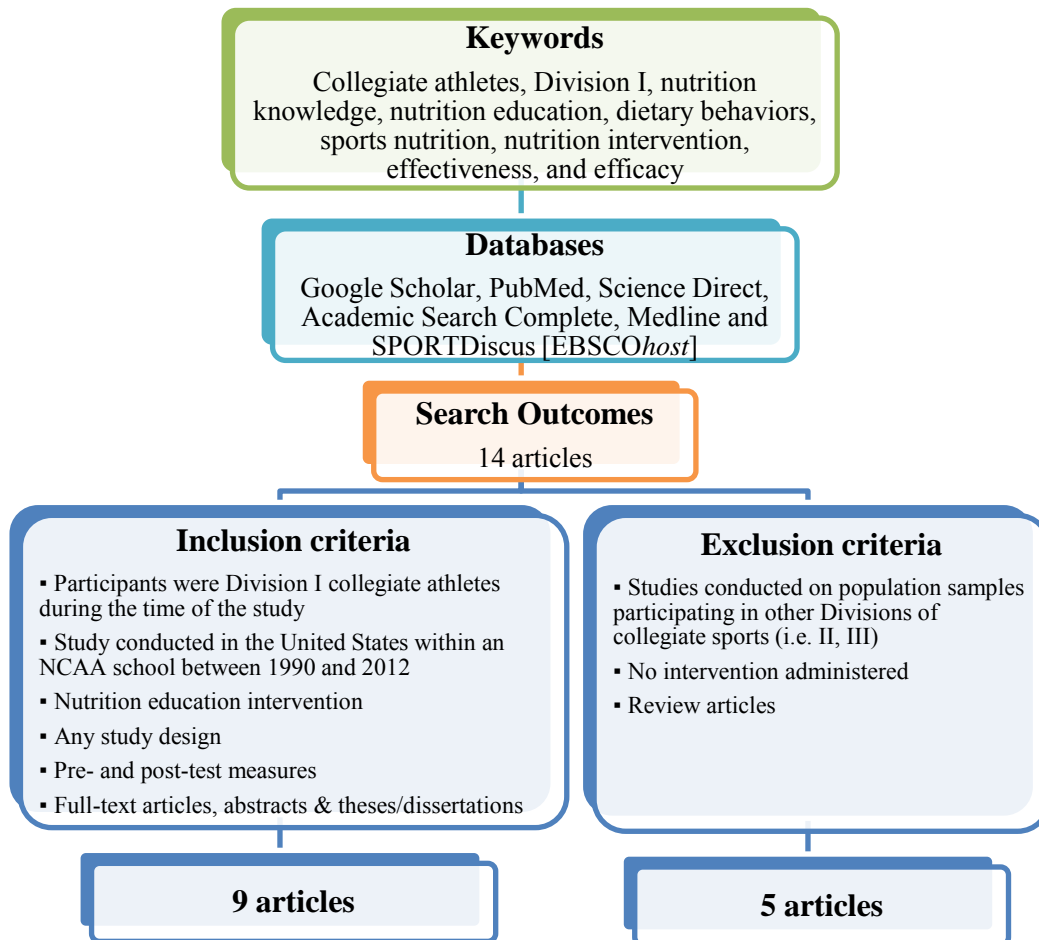 Keywords
Collegiate athletes, Division I, nutrition
knowledge, nutrition education, dietary behaviors,
sports nutrition, nutrition intervention,
effectiveness, and efficacy
Databases
Google Scholar, PubMed, Science Direct,
Academic Search Complete, Medline and
SPORTDiscus [EBSCOhost]
Search Outcomes
14 articles
Inclusion criteria
▪ Participants were Division I collegiate athletes
during the time of the study
▪ Study conducted in the United States within an
NCAA school between 1990 and 2012
▪ Nutrition education intervention
▪ Any study design
▪ Pre- and post-test measures
▪ Full-text articles, abstracts & theses/dissertations
9 articles
Exclusion criteria
▪ Studies conducted on population samples
participating in other Divisions of
collegiate sports (i.e. II, III)
▪ No intervention administered
▪ Review articles
5 articles